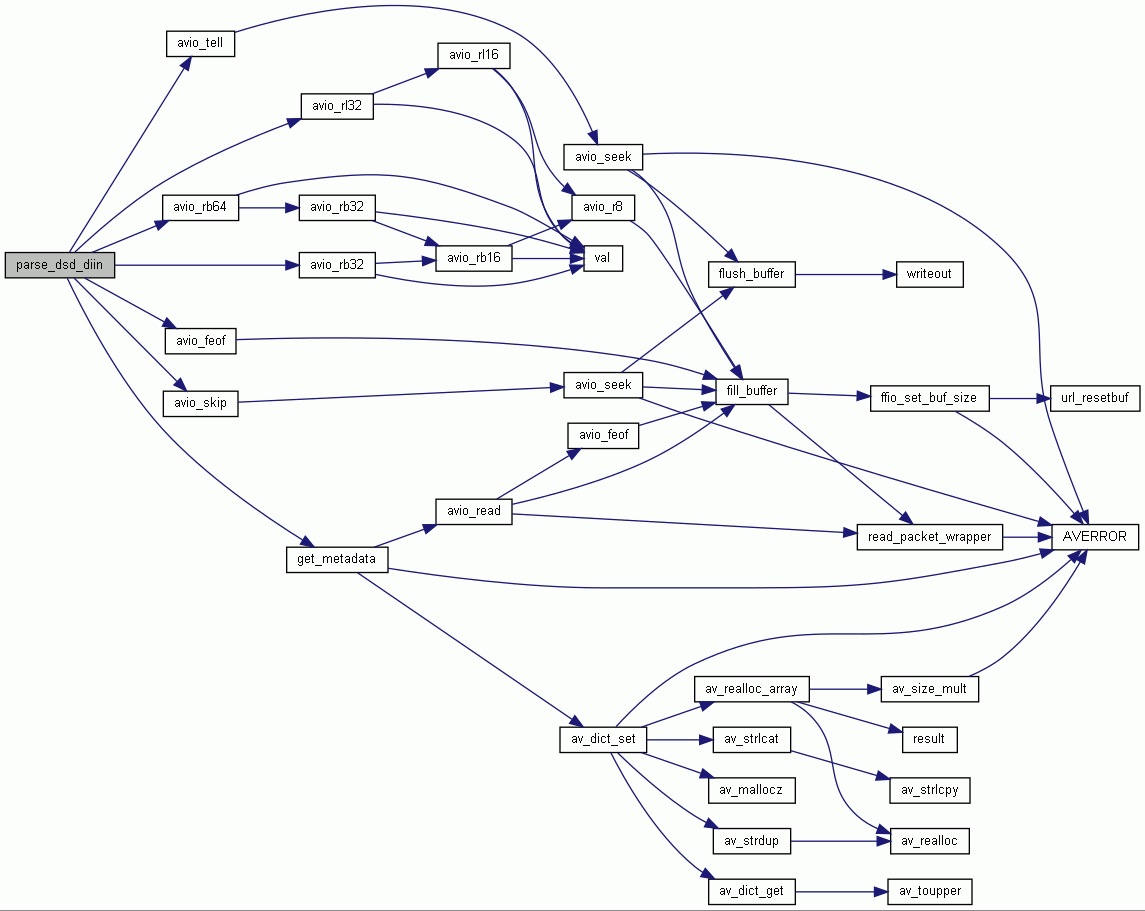 avio_tell
avio_rl16
avio_rl32
avio_seek
avio_rb64
avio_rb32
avio_r8
parse_dsd_diin
avio_rb32
avio_rb16
val
flush_buffer
writeout
avio_feof
avio_skip
avio_seek
fill_buffer
ffio_set_buf_size
url_resetbuf
avio_feof
avio_read
read_packet_wrapper
AVERROR
get_metadata
av_realloc_array
av_size_mult
av_dict_set
av_strlcat
result
av_mallocz
av_strlcpy
av_strdup
av_realloc
av_dict_get
av_toupper